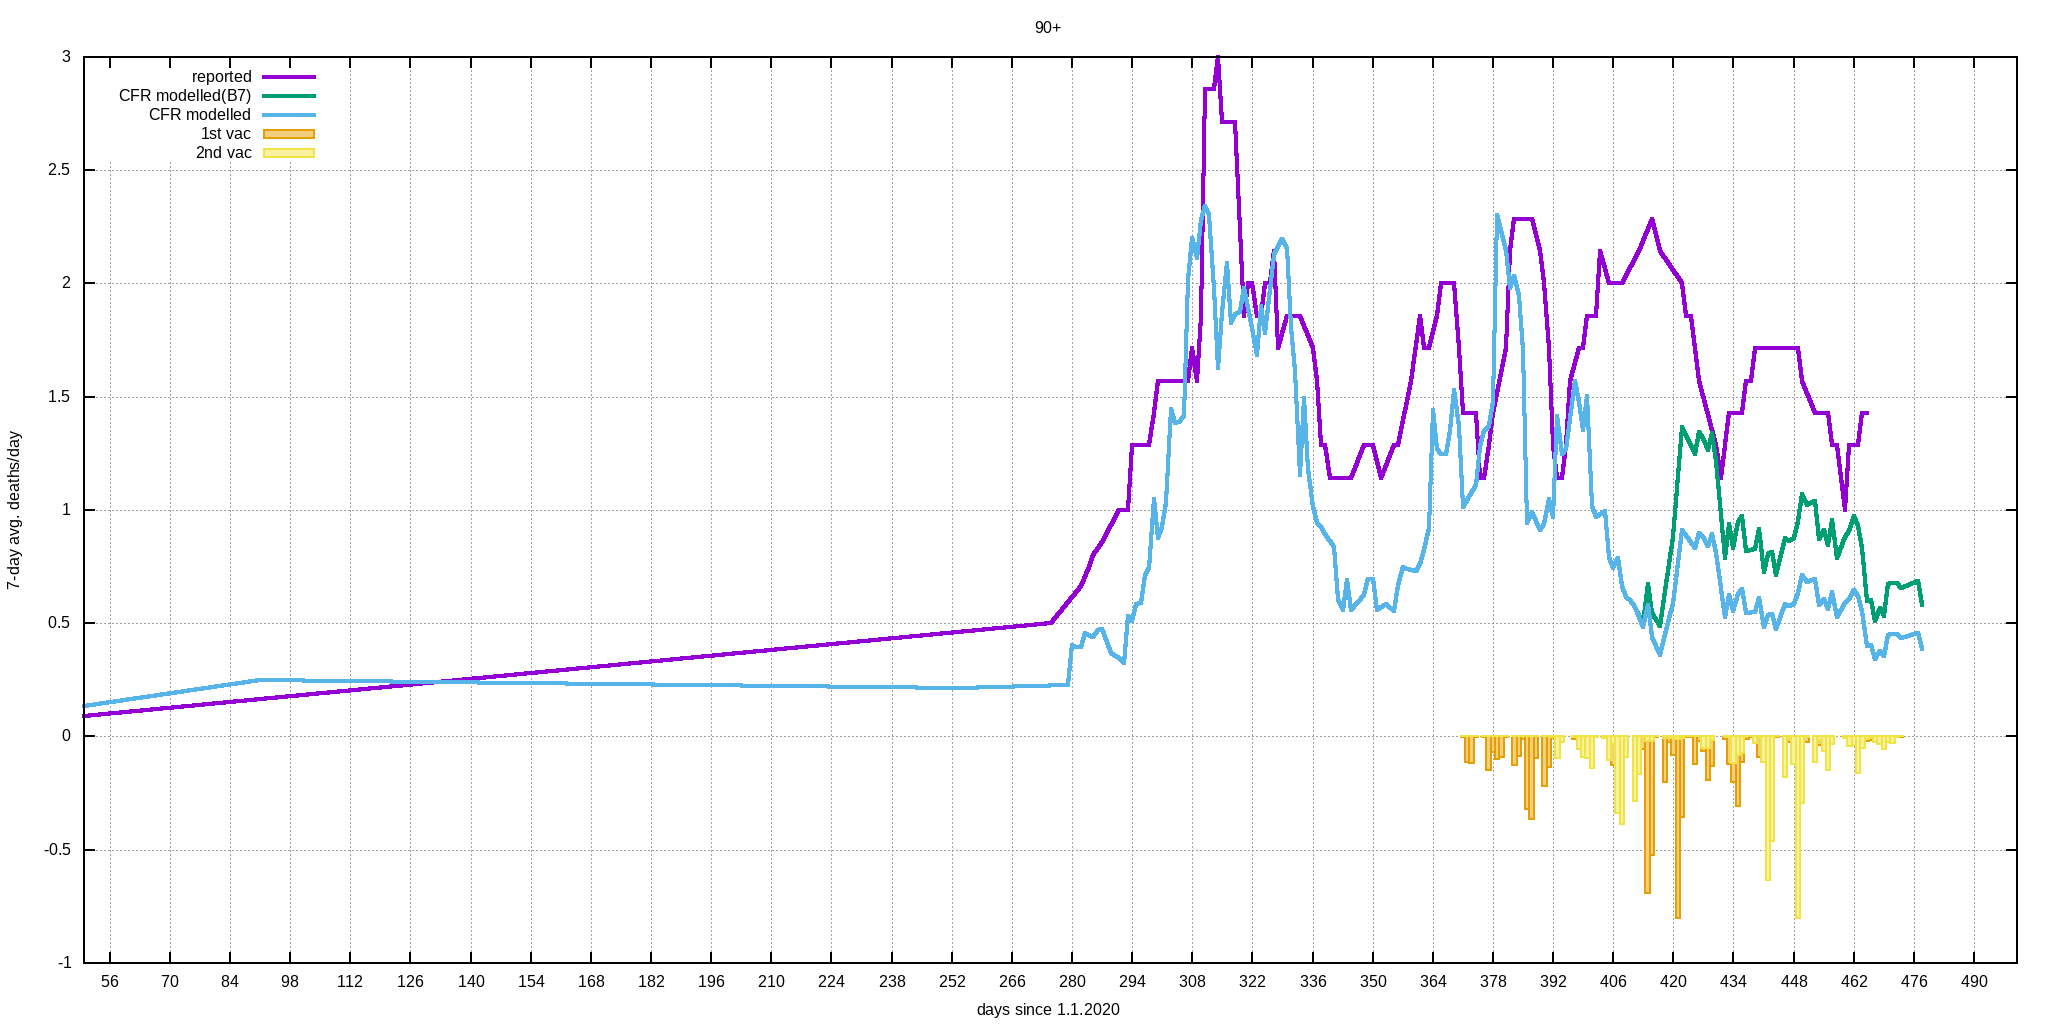 90+
reported
CFR modelled(B7)
CFR modelled
1st vac
2nd vac
3
2.5
2
1.5
1
0.5
0
-0.5
-1
7-day avg. deaths/day
56 70 84 98 112 126 140 154 168 182 196 210 224 238 252 266 280 294 308 322 336 350 364 378 392 406 420 434 448 462 476 490
days since 1.1.2020